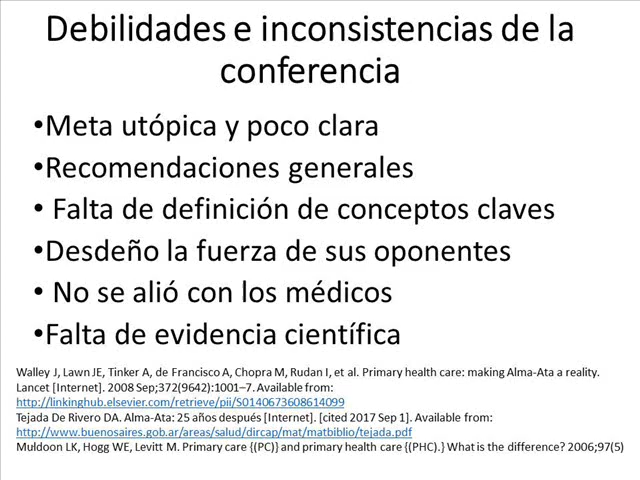 Debilidades e inconsistencias de la
conferencia
•Meta utópica y poco clara
•Recomendaciones generales
• Falta de definición de conceptos claves
•Desdeño la fuerza de sus oponentes
• No se alió con los médicos
•Falta de evidencia científica
Walley J, Lawn JE, Tinker A, de Francisco A, Chopra M, Rudan I, et al. Primary health care: making Alma-Ata a reality.
Lancet [Internet]. 2008 Sep;372(9642):1001–7. Available from:
http://linkinghub.elsevier.com/retrieve/pii/S0140673608614099
Tejada De Rivero DA. Alma-Ata: 25 años después [Internet]. [cited 2017 Sep 1]. Available from:
http://www.buenosaires.gob.ar/areas/salud/dircap/mat/matbiblio/tejada.pdf
Muldoon LK, Hogg WE, Levitt M. Primary care {(PC)} and primary health care {(PHC).} What is the difference? 2006;97(5)